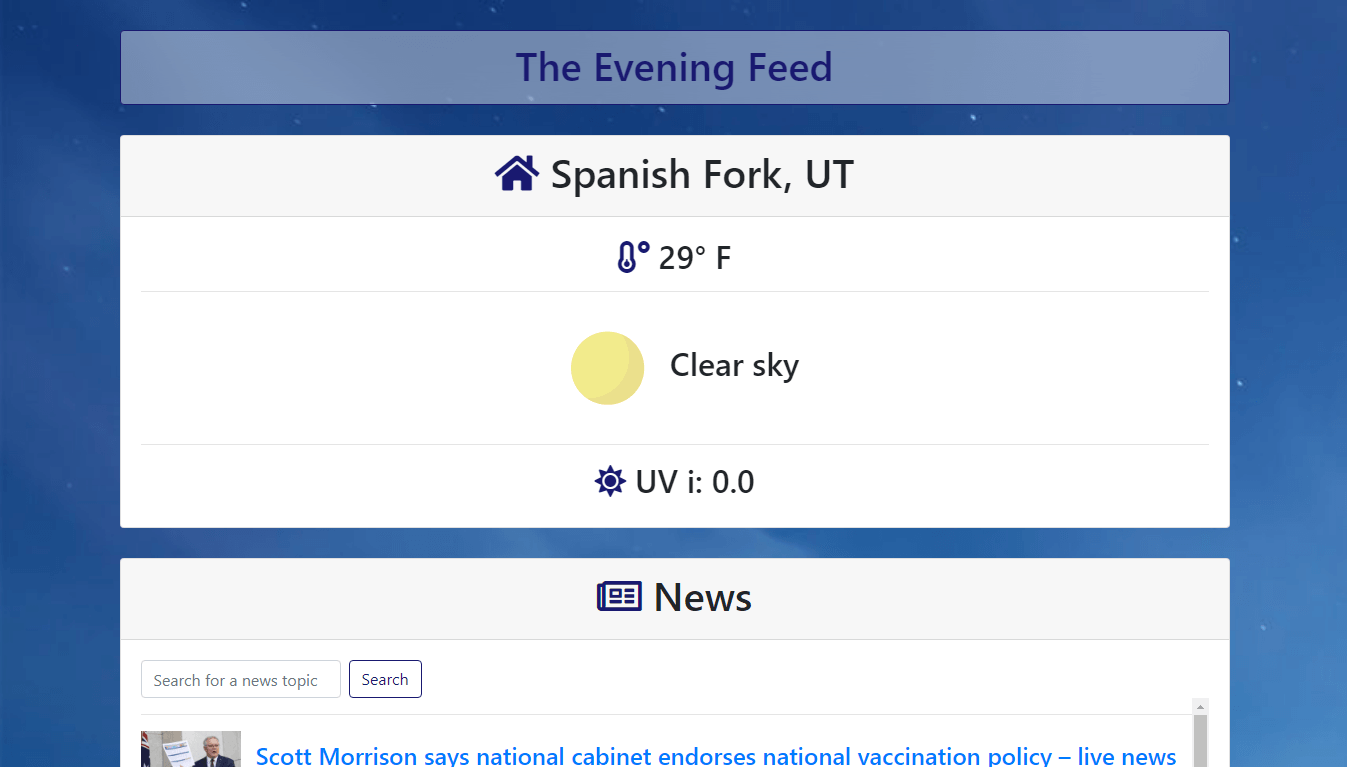 The Evening Feed
Spanish Fork, UT
29° F
Clear sky
UV i: 0.0
News
Search for a news topic
Search
Scott Morrison says national cabinet endorses national vaccination policy – live news